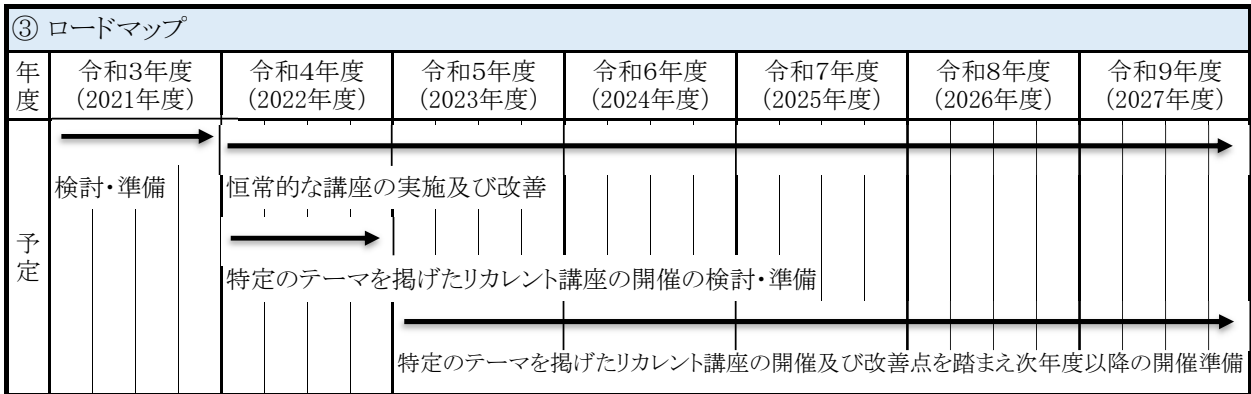 ③ ロードマップ
年度
令和3年度
(2021年度)
令和4年度
(2022年度)
令和5年度
(2023年度)
令和6年度
(2024年度)
令和7年度
(2025年度)
令和8年度
(2026年度)
令和9年度
(2027年度)
予定
検討・準備
恒常的な講座の実施及び改善
特定のテーマを掲げたリカレント講座の開催の検討・準備
特定のテーマを掲げたリカレント講座の開催及び改善点を踏まえ次年度以降の開催準備